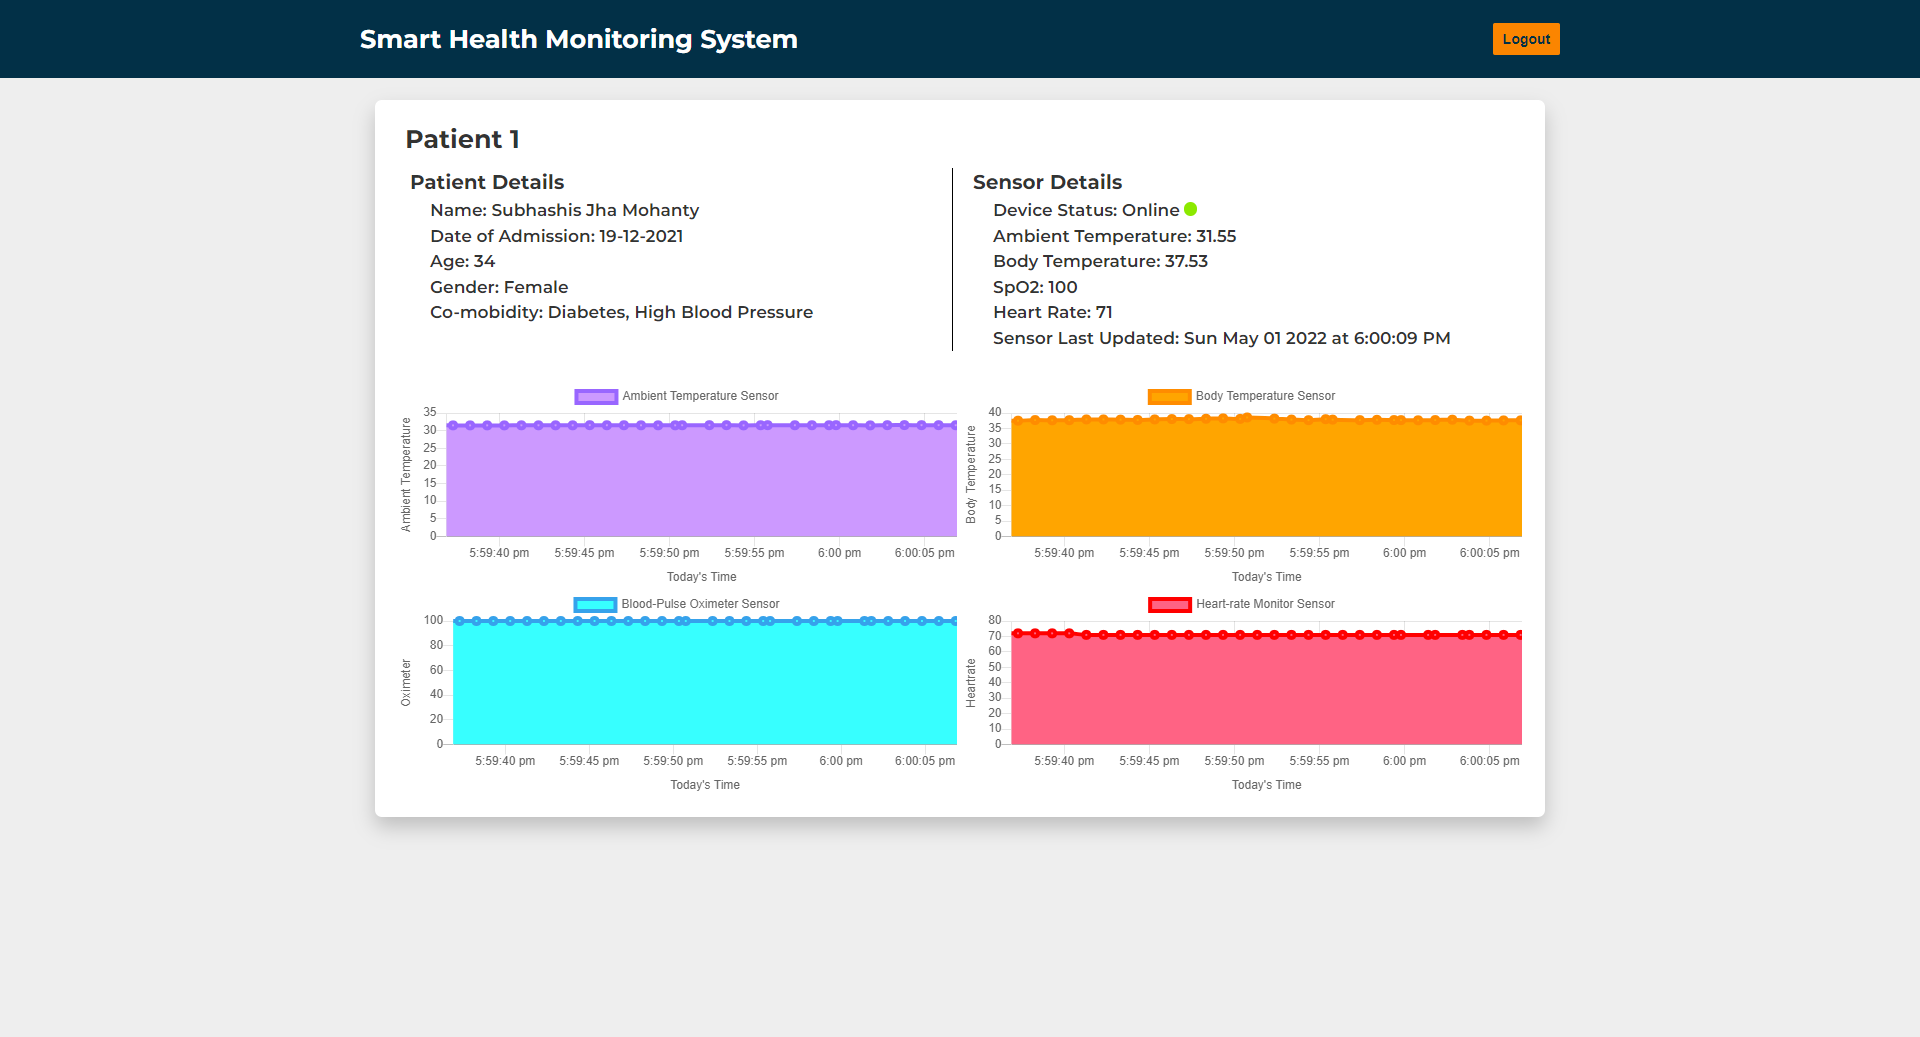 Smart Health Monitoring System
Logout
Patient 1
Patient Details
Name: Subhashis Jha Mohanty
Date of Admission: 19-12-2021
Age: 34
Gender: Female
Co-mobidity: Diabetes, High Blood Pressure
Sensor Details
Device Status: Online
Ambient Temperature: 31.55
Body Temperature: 37.53
SpO2: 100
Heart Rate: 71
Sensor Last Updated: Sun May 01 2022 at 6:00:09 PM
Ambient Temperature Sensor
Ambient Temperature
35
30
25
20
15
10
5
0
5:59:40 pm 5:59:45 pm 5:59:50 pm 5:59:55 pm 6:00 pm 6:00:05 pm
Today's Time
Body Temperature Sensor
Body Temperature
40
35
30
25
20
15
10
5
0
5:59:40 pm 5:59:45 pm 5:59:50 pm 5:59:55 pm 6:00 pm 6:00:05 pm
Today's Time
Blood-Pulse Oximeter Sensor
Oximeter
100
80
60
40
20
0
5:59:40 pm 5:59:45 pm 5:59:50 pm 5:59:55 pm 6:00 pm 6:00:05 pm
Today's Time
Heart-rate Monitor Sensor
Heartrate
80
70
60
50
40
30
20
10
0
5:59:40 pm 5:59:45 pm 5:59:50 pm 5:59:55 pm 6:00 pm 6:00:05 pm
Today's Time